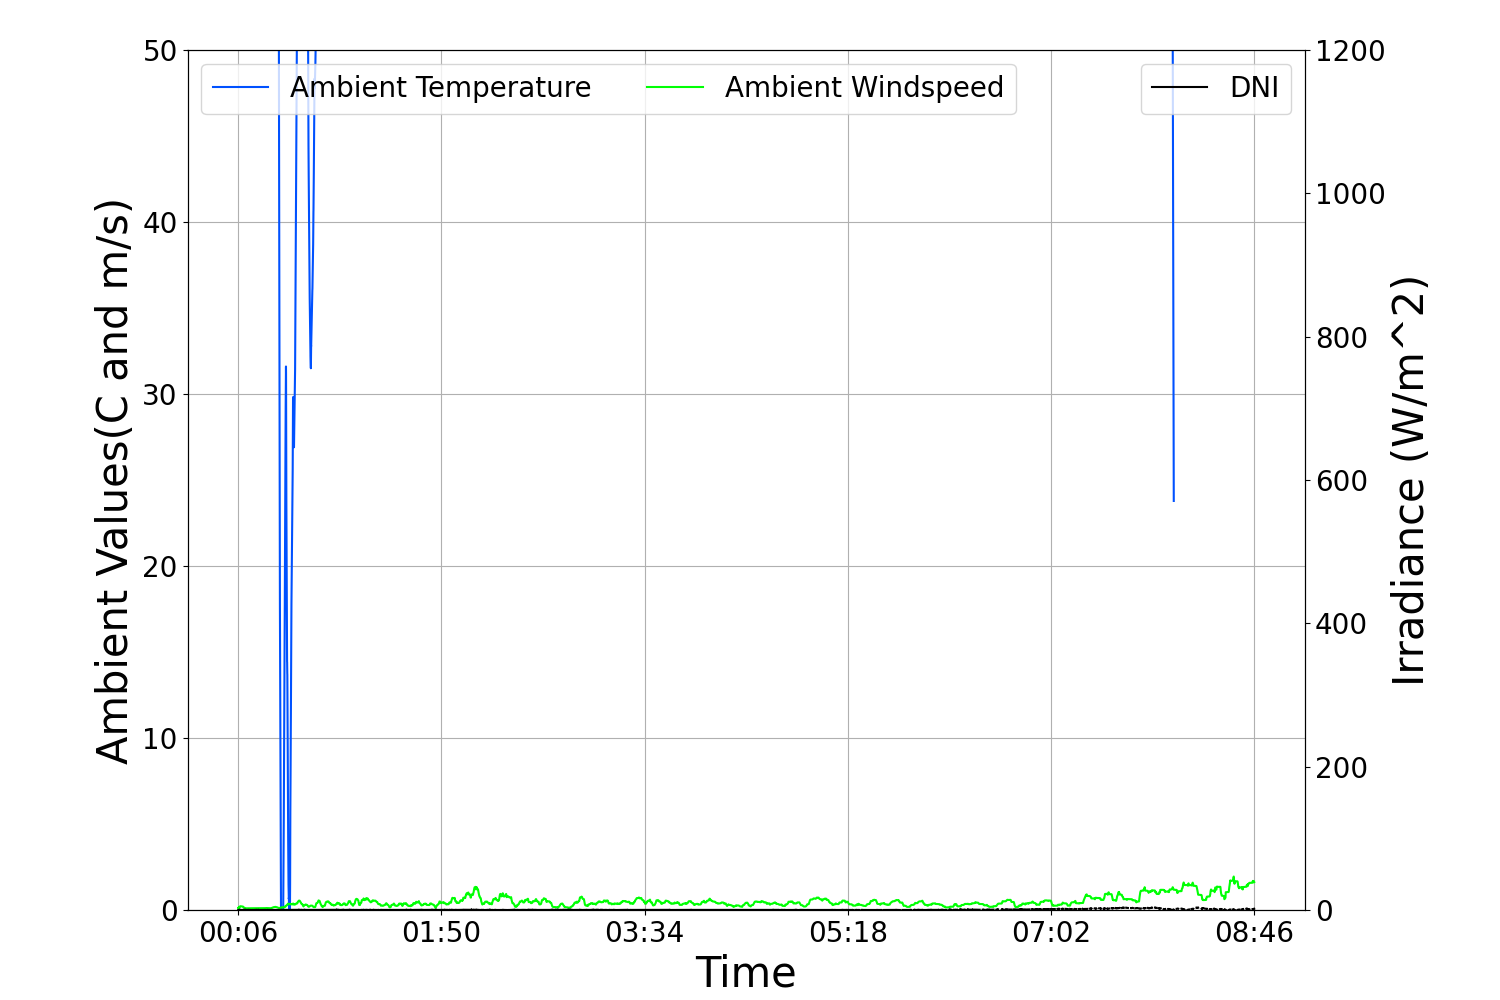 Ambient Temperature
Ambient Windspeed
DNI
50
40
30
20
10
0
Ambient Values(C and m/s)
1200
1000
800
600
400
200
0
Irradiance (W/m^2)
00:06 01:50 03:34 05:18 07:02 08:46
Time